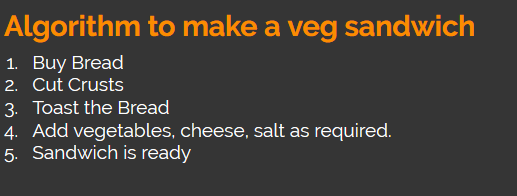 Algorithm to make a veg sandwich
1. Buy Bread
2. Cut Crusts
3. Toast the Bread
4. Add vegetables, cheese, salt as required.
5. Sandwich is ready